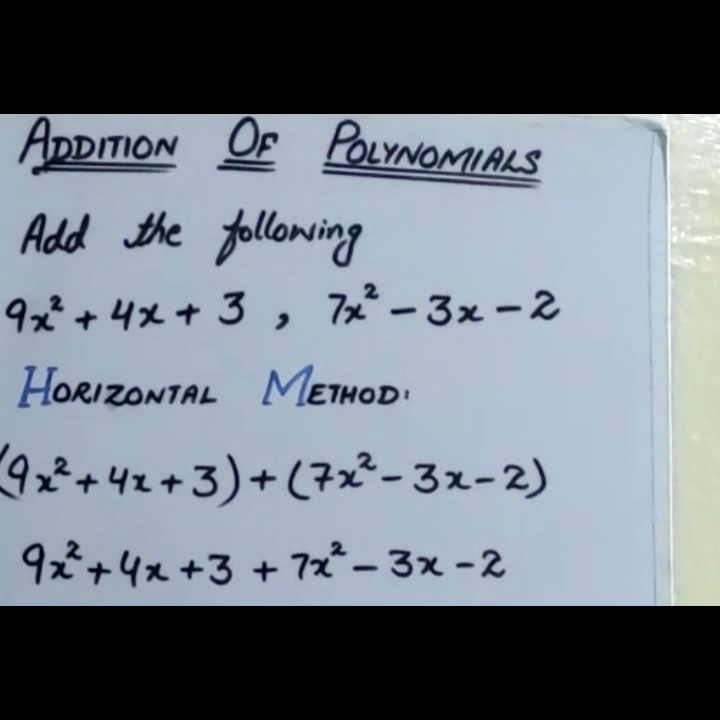 ADDITION OF POLYNOMIALS
Add the following
9x² + 4x + 3 , 7x² - 3x - 2
HORIZONTAL METHOD:
(9x² + 4x + 3) + (7x² - 3x - 2)
9x² + 4x + 3 + 7x² - 3x - 2